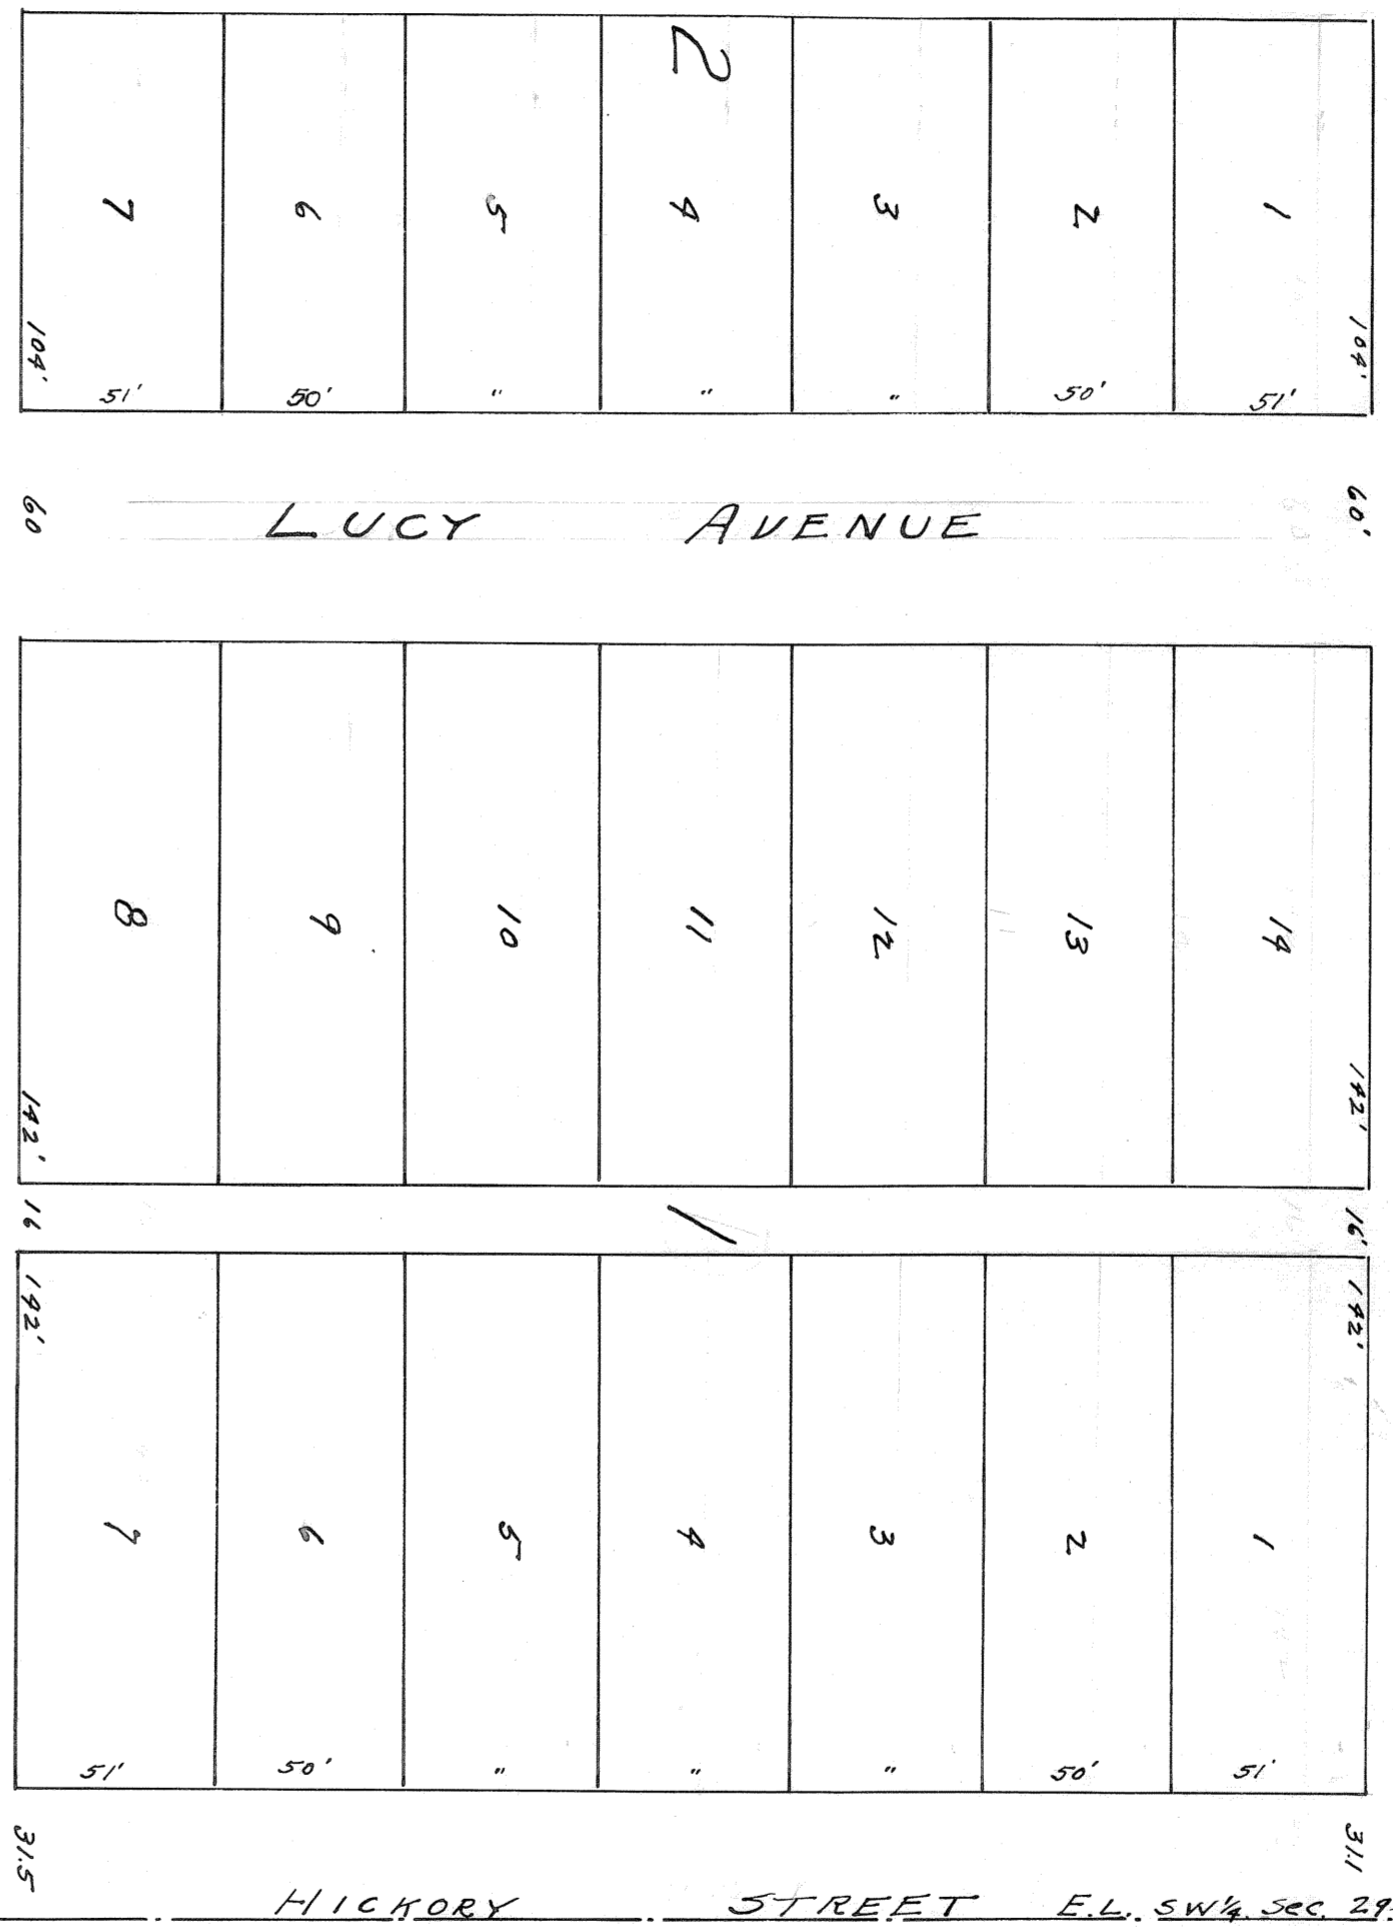 2
7 6 5 4 3 2 1
104' 104'
51' 50' " " " 50' 51'
60 LUCY AVENUE 60'
8 9 10 11 12 13 14
142' 142'
16 1 16'
142' 142'
7 6 5 4 3 2 1
51' 50' " " " 50' 51'
31.5 31.1
HICKORY STREET E.L. SW¼ Sec. 29.